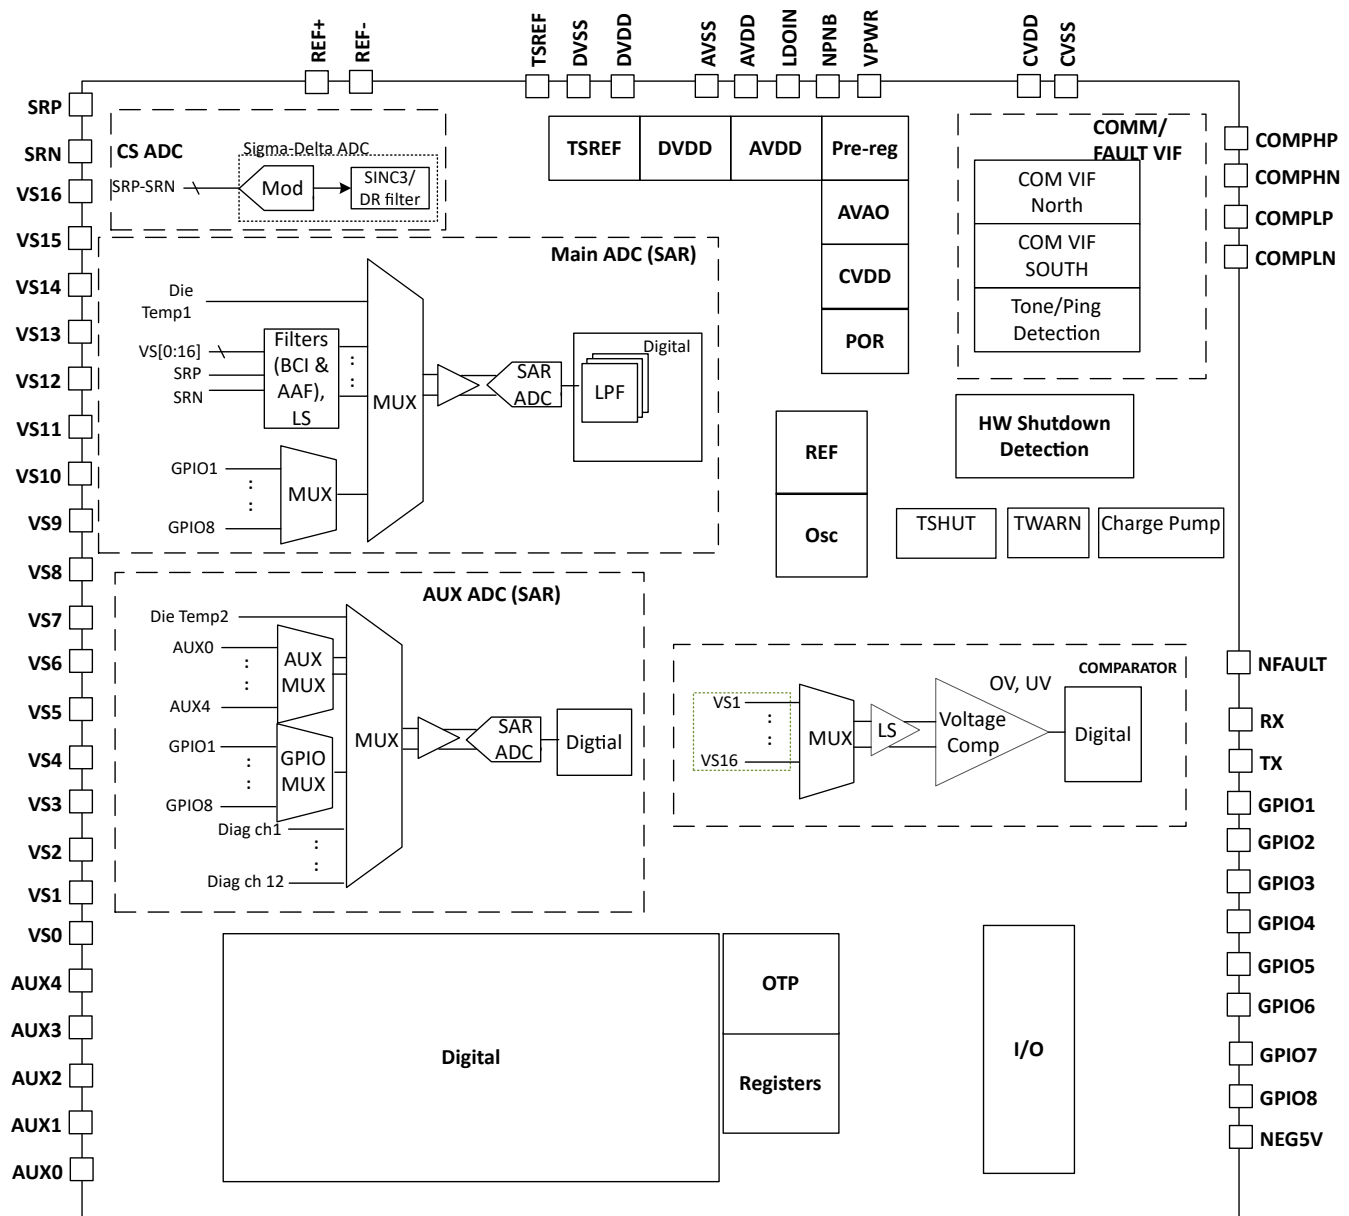 REF+
REF-
TSREF
DVSS
DVDD
AVSS
AVDD
LDOIN
NPNB
VPWR
CVDD
CVSS
SRP
SRN
VS16
VS15
VS14
VS13
VS12
VS11
VS10
VS9
VS8
VS7
VS6
VS5
VS4
VS3
VS2
VS1
VS0
AUX4
AUX3
AUX2
AUX1
AUX0
CS ADC
Sigma-Delta ADC
SRP-SRN
Mod
SINC3/
DR filter
Main ADC (SAR)
Die
Temp1
VS[0:16]
SRP
SRN
Filters
(BCI &
AAF),
LS
:
:
GPIO1
:
:
GPIO8
MUX
MUX
SAR
ADC
Digital
LPF
AUX ADC (SAR)
Die Temp2
AUX0
:
:
AUX4
AUX
MUX
GPIO1
:
:
GPIO8
GPIO
MUX
Diag ch1
:
:
Diag ch 12
MUX
SAR
ADC
Digtial
TSREF
DVDD
AVDD
Pre-reg
AVAO
CVDD
POR
REF
Osc
COMM/
FAULT VIF
COM VIF
North
COM VIF
SOUTH
Tone/Ping
Detection
HW Shutdown
Detection
TSHUT
TWARN
Charge Pump
COMPARATOR
VS1
:
:
VS16
MUX
LS
OV, UV
Voltage
Comp
Digital
Digital
OTP
Registers
I/O
COMPHP
COMPHN
COMPLP
COMPLN
NFAULT
RX
TX
GPIO1
GPIO2
GPIO3
GPIO4
GPIO5
GPIO6
GPIO7
GPIO8
NEG5V